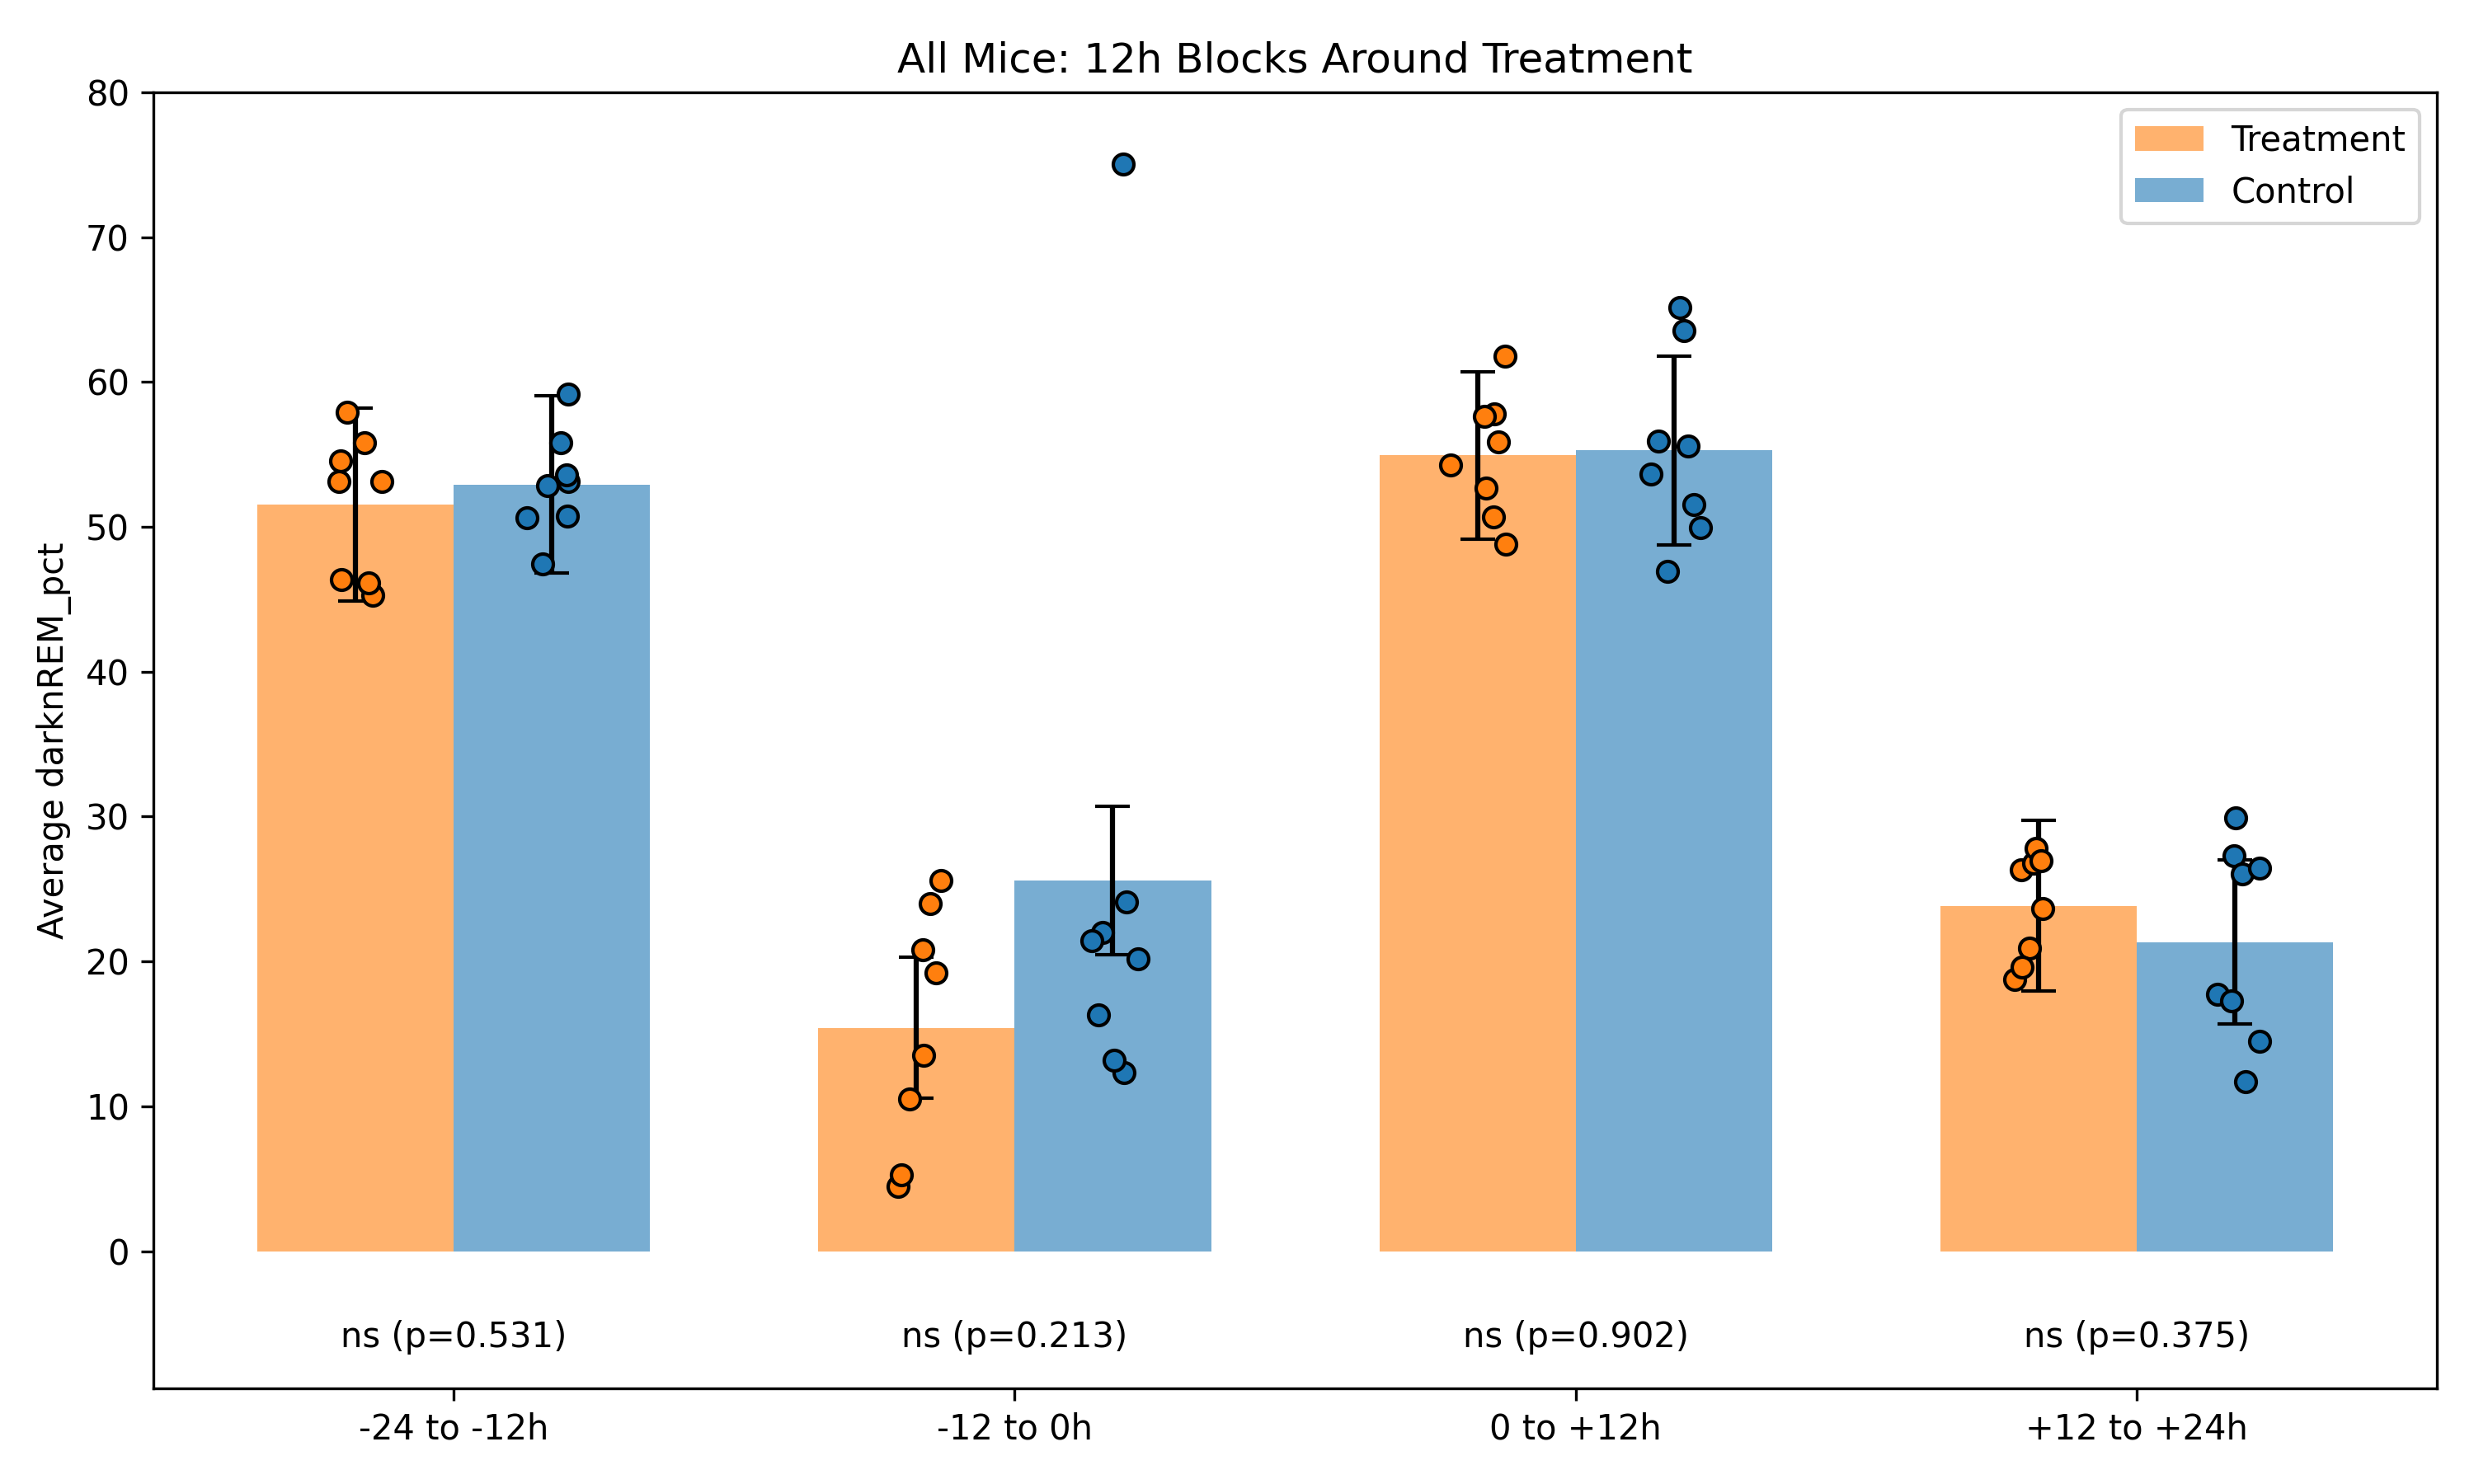 All Mice: 12h Blocks Around Treatment
Treatment
Control
Average darknREM_pct
80
70
60
50
40
30
20
10
0
ns (p=0.531)
ns (p=0.213)
ns (p=0.902)
ns (p=0.375)
-24 to -12h
-12 to 0h
0 to +12h
+12 to +24h